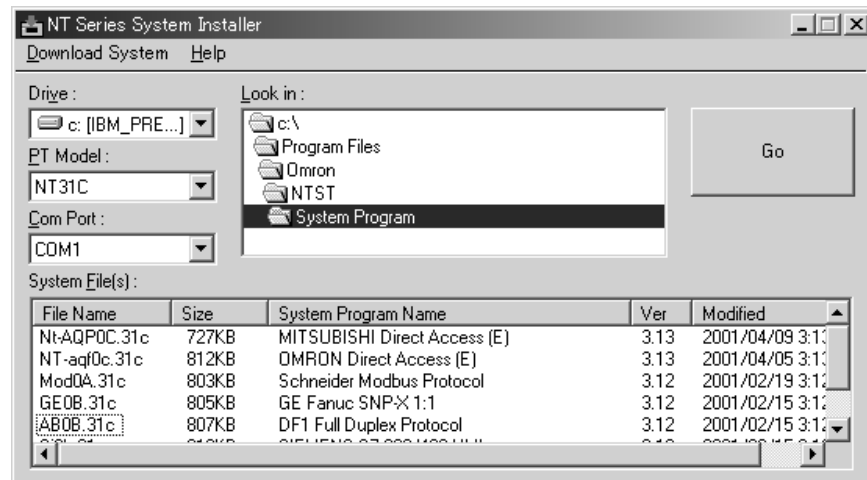 NT Series System Installer
Download System Help
Drive :
Look in :
c: [IBM_PRE...]
c:\
Program Files
Omron
NTST
System Program
Go
PT Model :
NT31C
Com Port :
COM1
System File(s) :
File Name Size System Program Name Ver Modified
Nt-AQP0C.31c 727KB MITSUBISHI Direct Access (E) 3.13 2001/04/09 3:13
NT-aqf0c.31c 812KB OMRON Direct Access (E) 3.13 2001/04/05 3:13
Mod0A.31c 803KB Schneider Modbus Protocol 3.12 2001/02/19 3:12
GE0B.31c 805KB GE Fanuc SNP-X 1:1 3.12 2001/02/15 3:12
AB0B.31c 807KB DF1 Full Duplex Protocol 3.12 2001/02/15 3:12